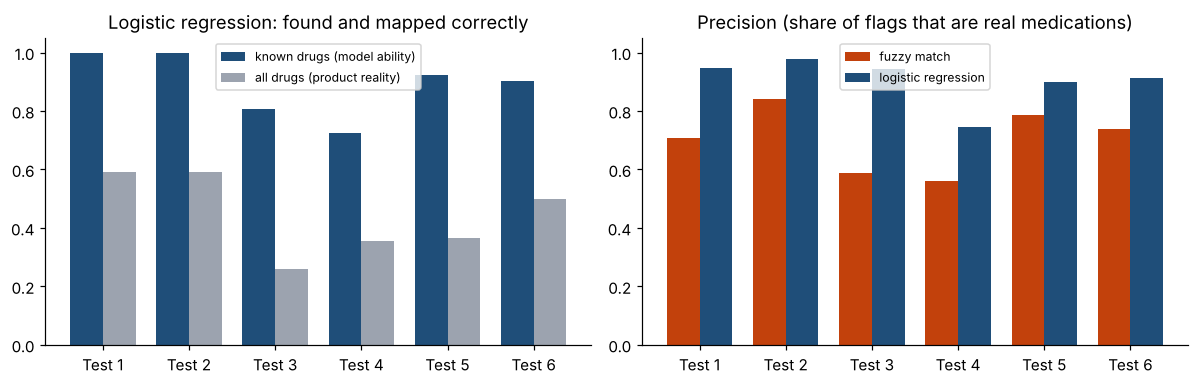 Logistic regression: found and mapped correctly
known drugs (model ability)
all drugs (product reality)
1.0
0.8
0.6
0.4
0.2
0.0
Test 1 Test 2 Test 3 Test 4 Test 5 Test 6
Precision (share of flags that are real medications)
fuzzy match
logistic regression
1.0
0.8
0.6
0.4
0.2
0.0
Test 1 Test 2 Test 3 Test 4 Test 5 Test 6